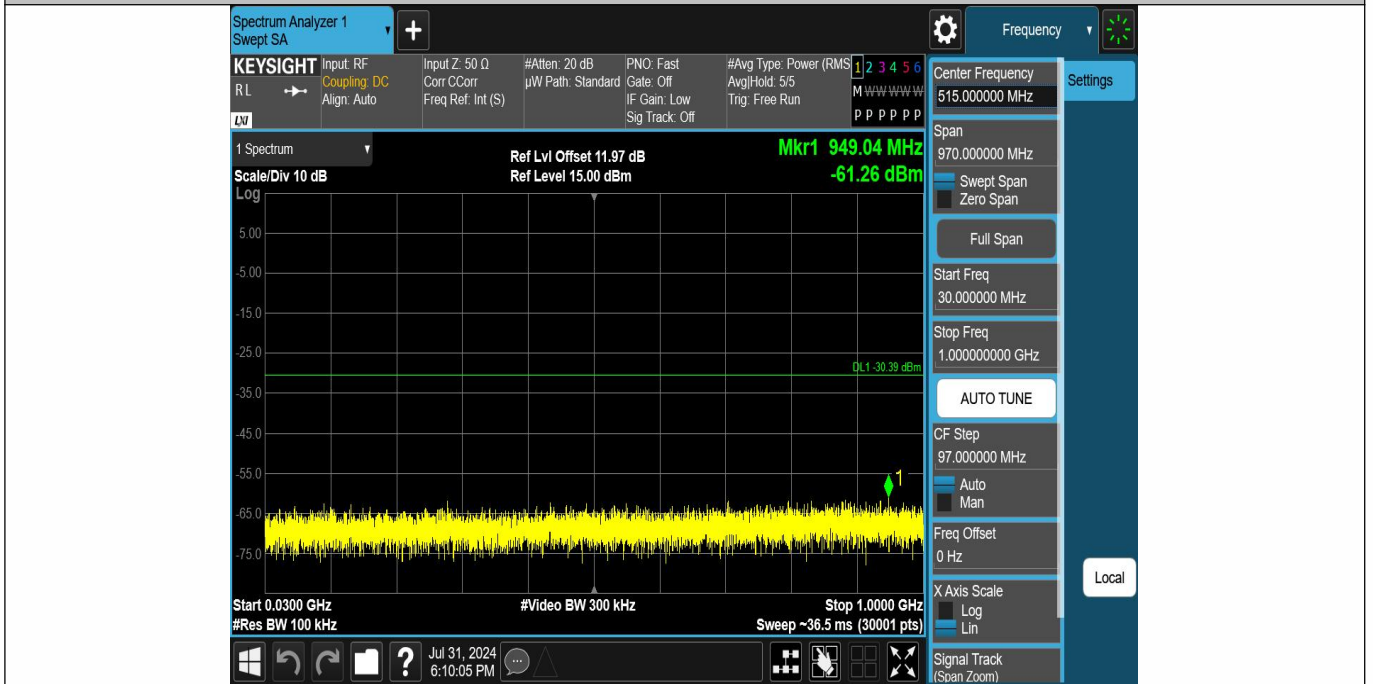 Spectrum Analyzer 1
Swept SA
+
Frequency
KEYSIGHT
RL
LXI
Input: RF
Coupling: DC
Align: Auto
Input Z: 50 Ω
Corr CCorr
Freq Ref: Int (S)
#Atten: 20 dB
µW Path: Standard
PNO: Fast
Gate: Off
IF Gain: Low
Sig Track: Off
#Avg Type: Power (RMS
Avg|Hold: 5/5
Trig: Free Run
1 2 3 4 5 6
M W W W W W
P P P P P P
1 Spectrum
Scale/Div 10 dB
Ref Lvl Offset 11.97 dB
Ref Level 15.00 dBm
Mkr1 949.04 MHz
-61.26 dBm
Log
5.00
-5.00
-15.0
-25.0
DL1 -30.39 dBm
-35.0
-45.0
-55.0
1
-65.0
-75.0
Start 0.0300 GHz
#Res BW 100 kHz
#Video BW 300 kHz
Stop 1.0000 GHz
Sweep ~36.5 ms (30001 pts)
Center Frequency
515.000000 MHz
Settings
Span
970.000000 MHz
Swept Span
Zero Span
Full Span
Start Freq
30.000000 MHz
Stop Freq
1.000000000 GHz
AUTO TUNE
CF Step
97.000000 MHz
Auto
Man
Freq Offset
0 Hz
X Axis Scale
Log
Lin
Signal Track
(Span Zoom)
Local
?
Jul 31, 2024
6:10:05 PM